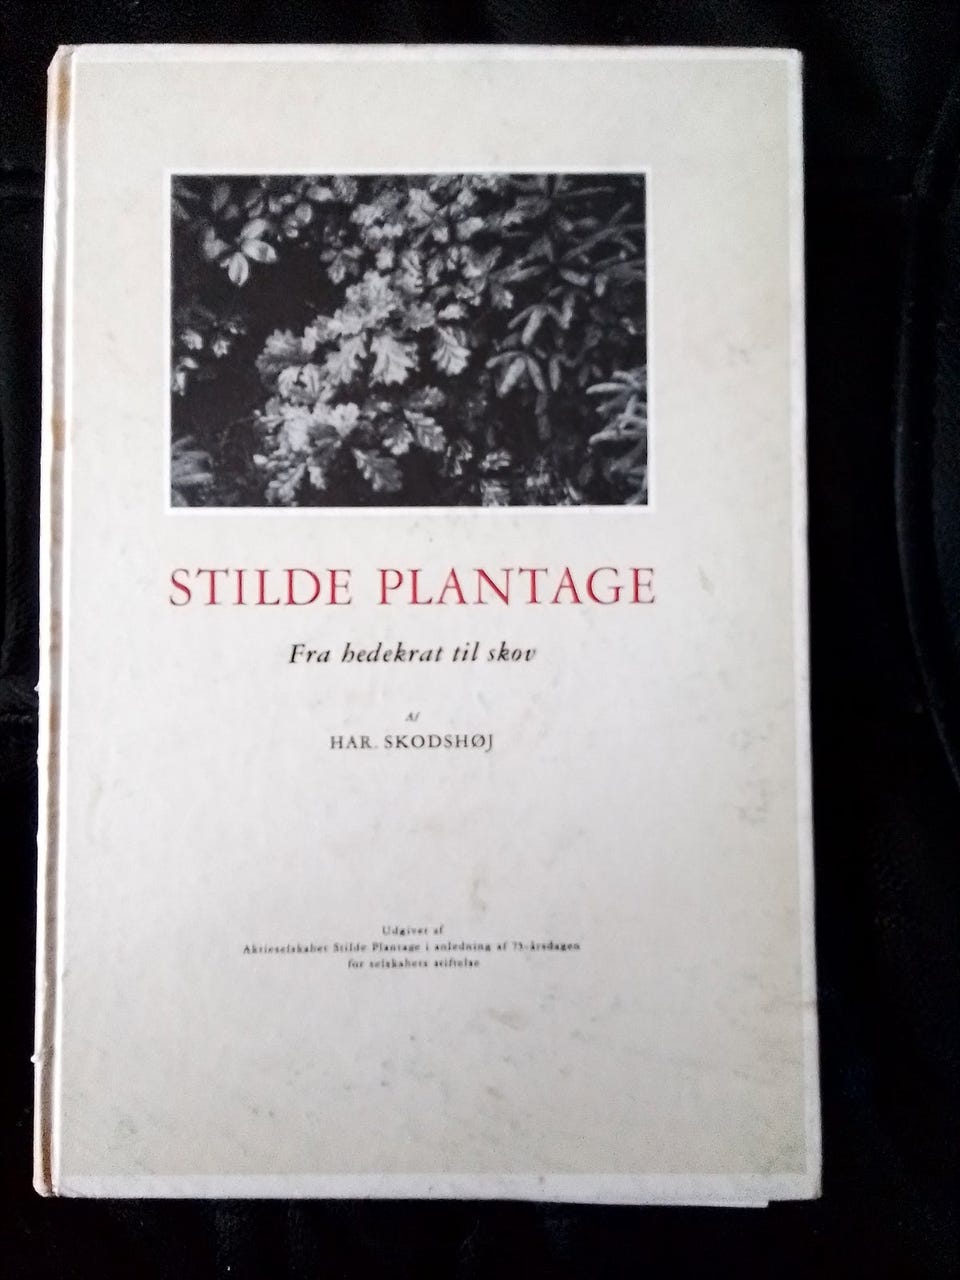 STILDE PLANTAGE
Fra hedekrat til skov
Af
HAR. SKODSHØJ
Udgivet af
Aktieselskabet Stilde Plantage i anledning af 75-årsdagen
for selskabets stiftelse